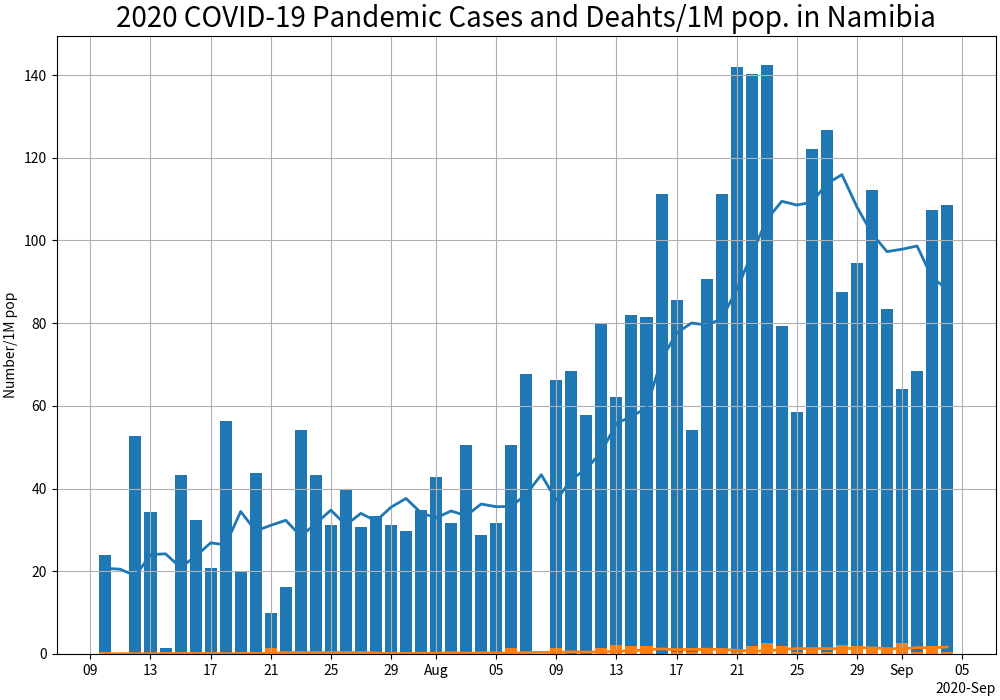 2020 COVID-19 Pandemic Cases and Deahts/1M pop. in Namibia
Number/1M pop
140
120
100
80
60
40
20
0
09 13 17 21 25 29 Aug 05 09 13 17 21 25 29 Sep 05
2020-Sep